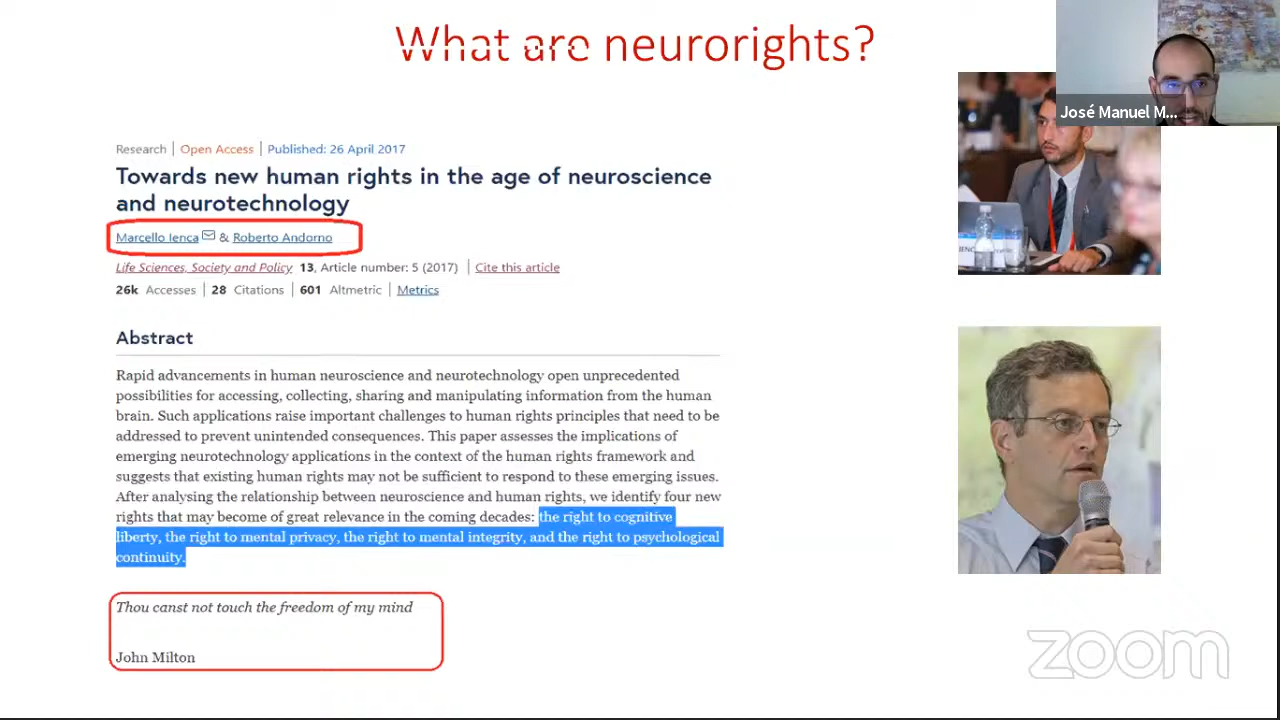 What are neurorights?
José Manuel M...
Research | Open Access | Published: 26 April 2017
Towards new human rights in the age of neuroscience
and neurotechnology
Marcello Ienca & Roberto Andorno
Life Sciences, Society and Policy 13, Article number: 5 (2017) | Cite this article
26k Accesses | 28 Citations | 601 Altmetric | Metrics
Abstract
Rapid advancements in human neuroscience and neurotechnology open unprecedented
possibilities for accessing, collecting, sharing and manipulating information from the human
brain. Such applications raise important challenges to human rights principles that need to be
addressed to prevent unintended consequences. This paper assesses the implications of
emerging neurotechnology applications in the context of the human rights framework and
suggests that existing human rights may not be sufficient to respond to these emerging issues.
After analysing the relationship between neuroscience and human rights, we identify four new
rights that may become of great relevance in the coming decades: the right to cognitive
liberty, the right to mental privacy, the right to mental integrity, and the right to psychological
continuity.
Thou canst not touch the freedom of my mind
John Milton
zoom